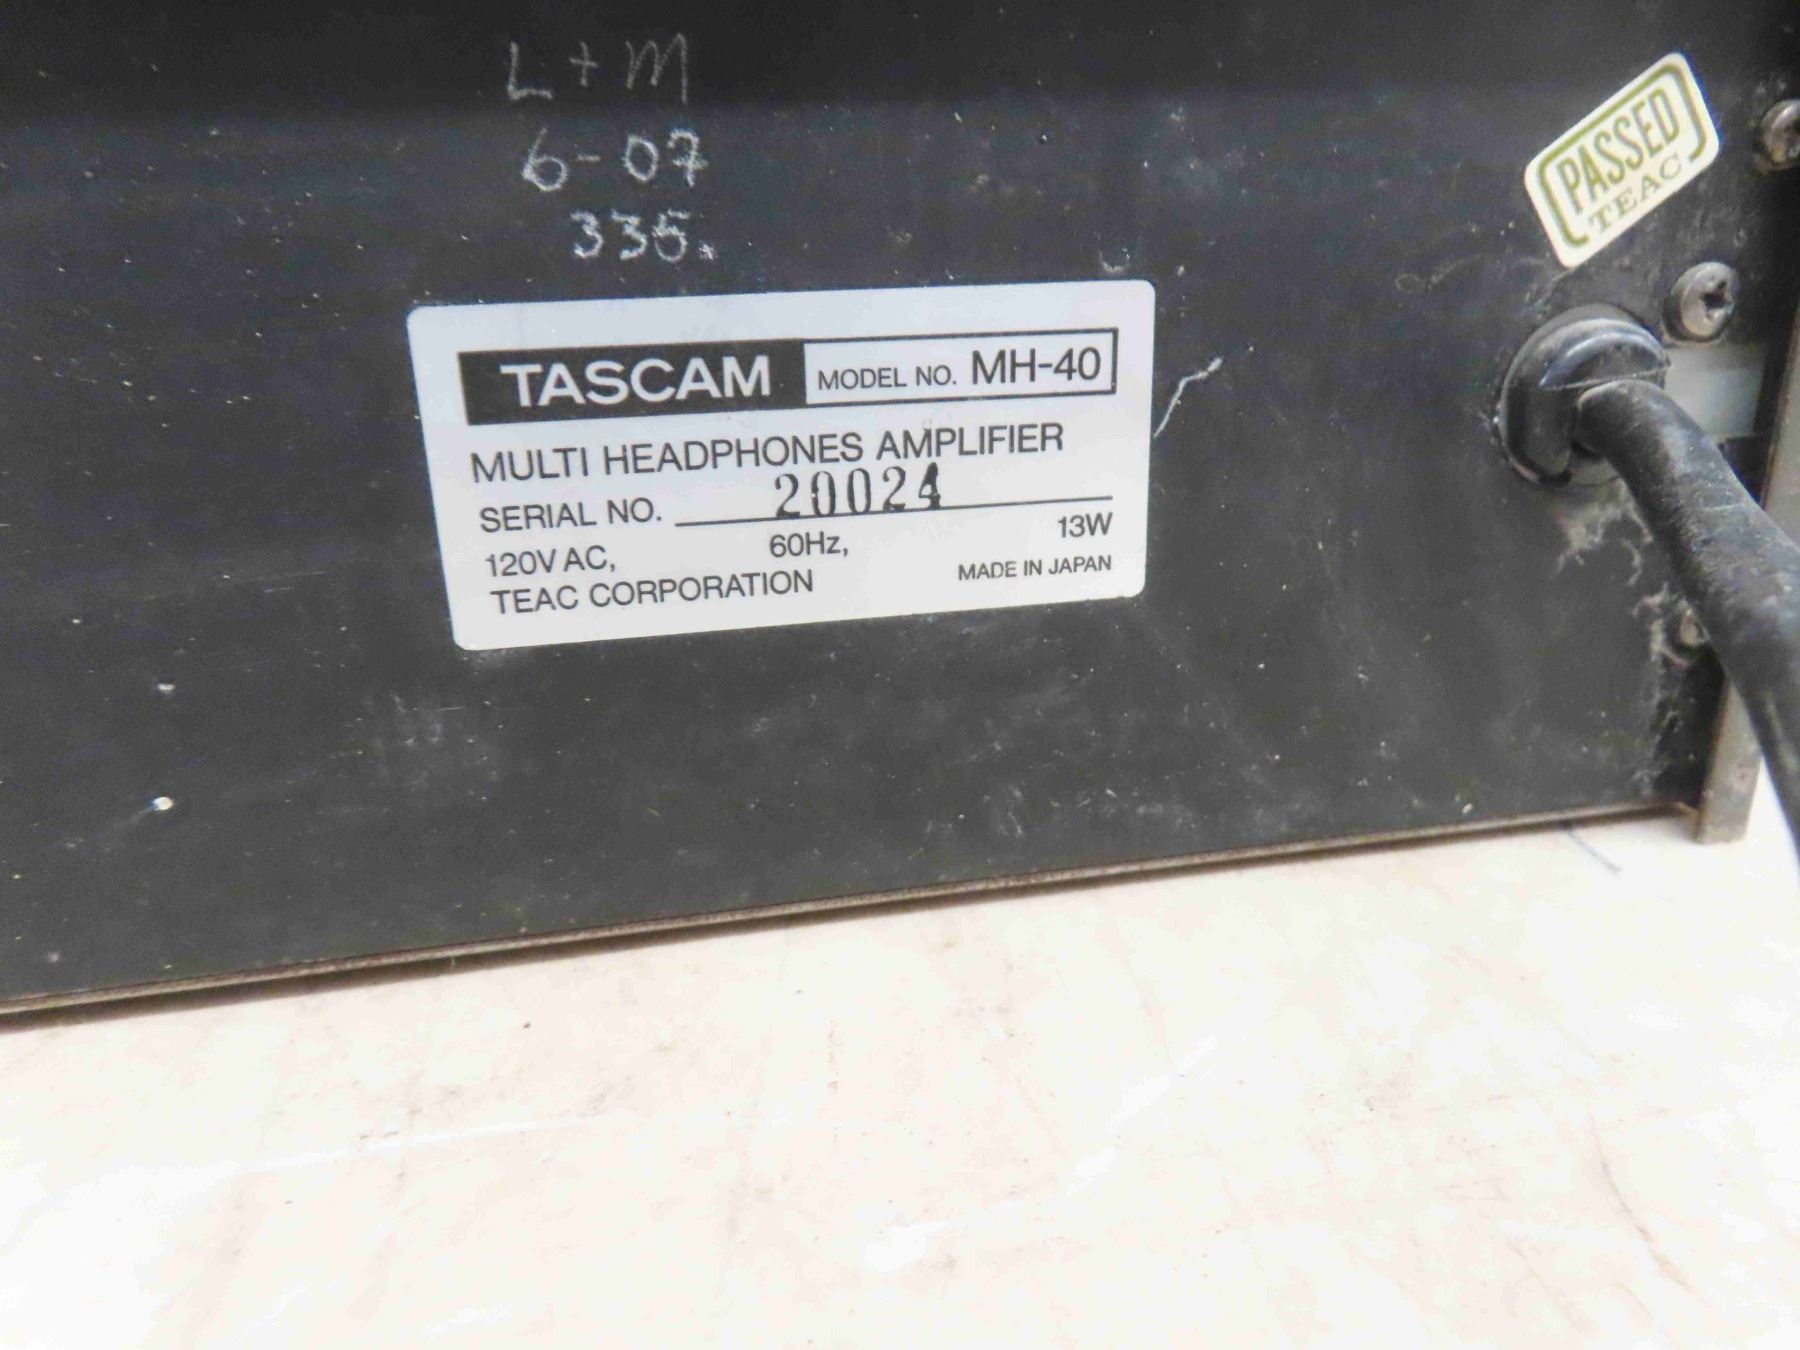 L+M
6-07
335.
PASSED
TEAC
TASCAM MODEL NO. MH-40
MULTI HEADPHONES AMPLIFIER
SERIAL NO. 20024
120V AC, 60Hz, 13W
TEAC CORPORATION MADE IN JAPAN